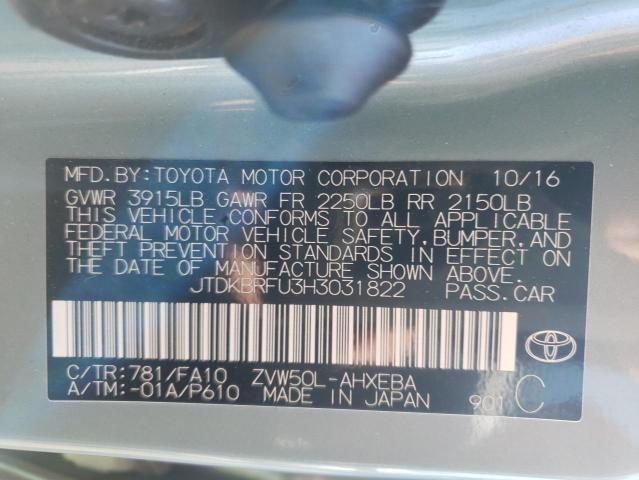 MFD. BY: TOYOTA MOTOR CORPORATION 10/16
GVWR 3915LB GAWR FR 2250LB RR 2150LB
THIS VEHICLE CONFORMS TO ALL APPLICABLE
FEDERAL MOTOR VEHICLE SAFETY, BUMPER, AND
THEFT PREVENTION STANDARDS IN EFFECT ON
THE DATE OF MANUFACTURE SHOWN ABOVE.
JTDKBRFU3H3031822 PASS. CAR
C/TR: 781/FA10 ZVW50L-AHXEBA
A/TM: -01A/P610 MADE IN JAPAN 901 C